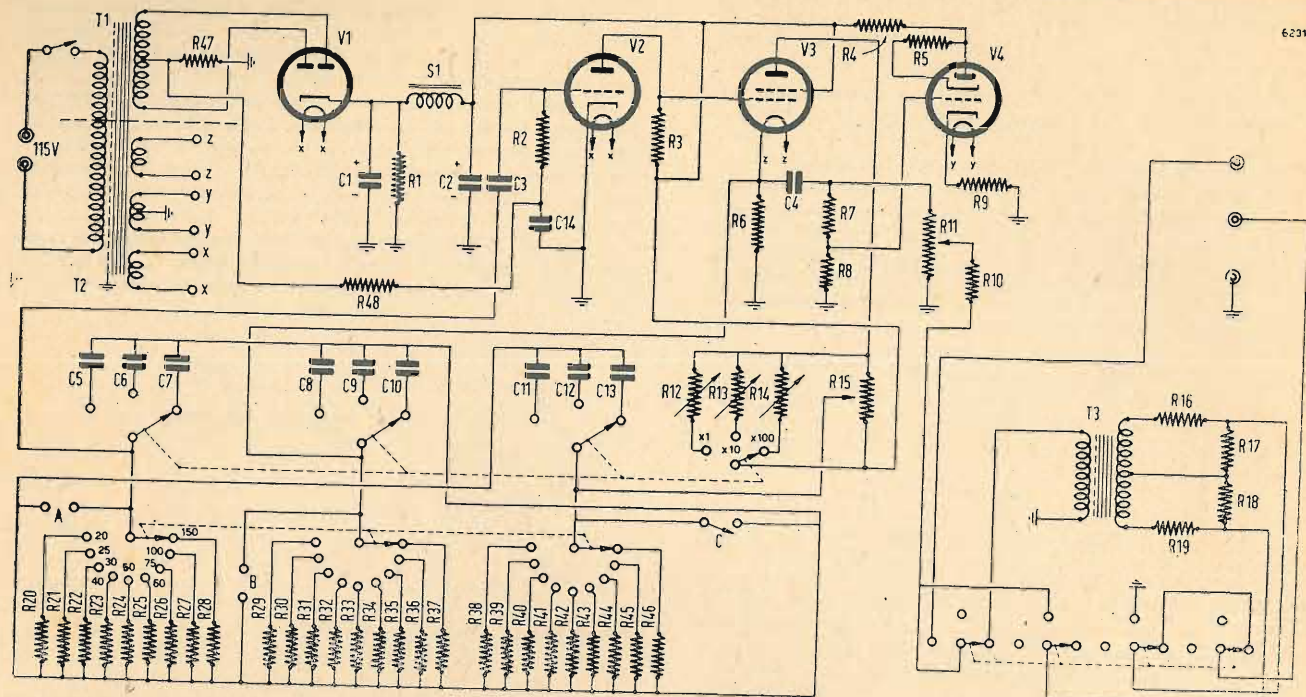 T1
R47
V1
S1
V2
V3
R4
R5
V4
6231
115V
z
z
y
y
x
x
T2
x x
C1
+
-
R1
C2
+
-
C3
R2
C14
x x
R3
z z
C4
R6
R7
R8
y y
R9
R11
R10
R48
C5 C6 C7
C8 C9 C10
C11 C12 C13
R12 R13 R14
R15
x1
x10
x100
T3
R16
R17
R18
R19
A
B
C
20
25
30
40
50
60
75
100
150
R20 R21 R22 R23 R24 R25 R26 R27 R28
R29 R30 R31 R32 R33 R34 R35 R36 R37
R38 R39 R40 R41 R42 R43 R44 R45 R46